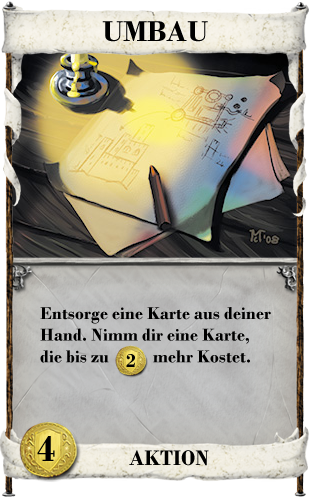 UMBAU
Entsorge eine Karte aus deiner
Hand. Nimm dir eine Karte,
die bis zu 2 mehr Kostet.
4
AKTION